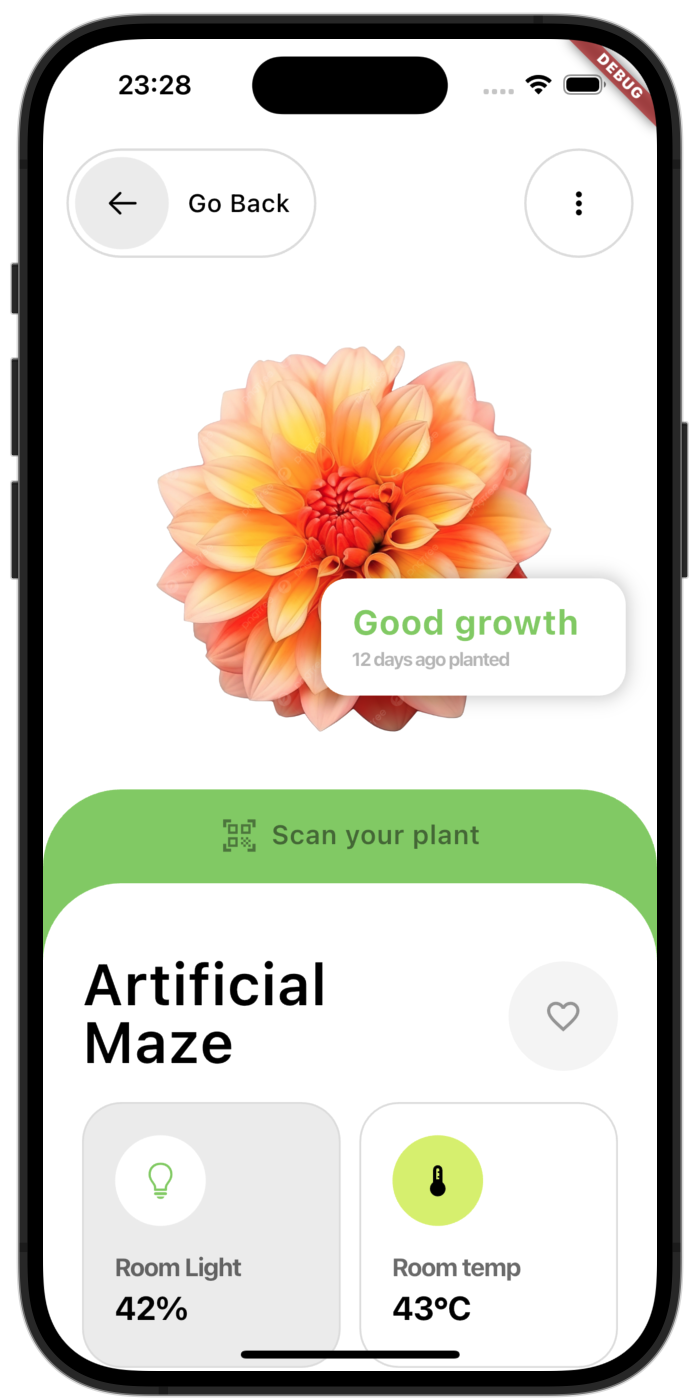 23:28
DEBUG
Go Back
Good growth
12 days ago planted
Scan your plant
Artificial
Maze
Room Light
42%
Room temp
43°C